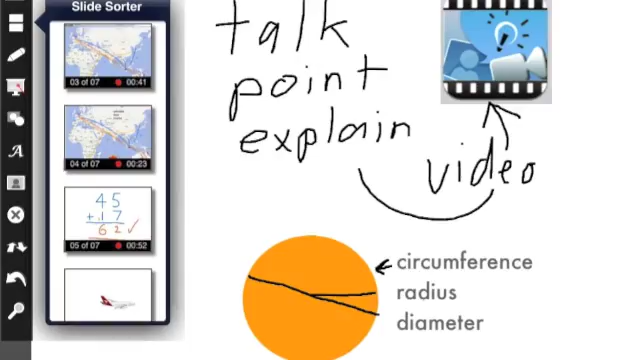 Slide Sorter
03 of 07 00:41
04 of 07 00:23
45
+17
62
05 of 07 00:52
A
talk
point
explain
video
circumference
radius
diameter